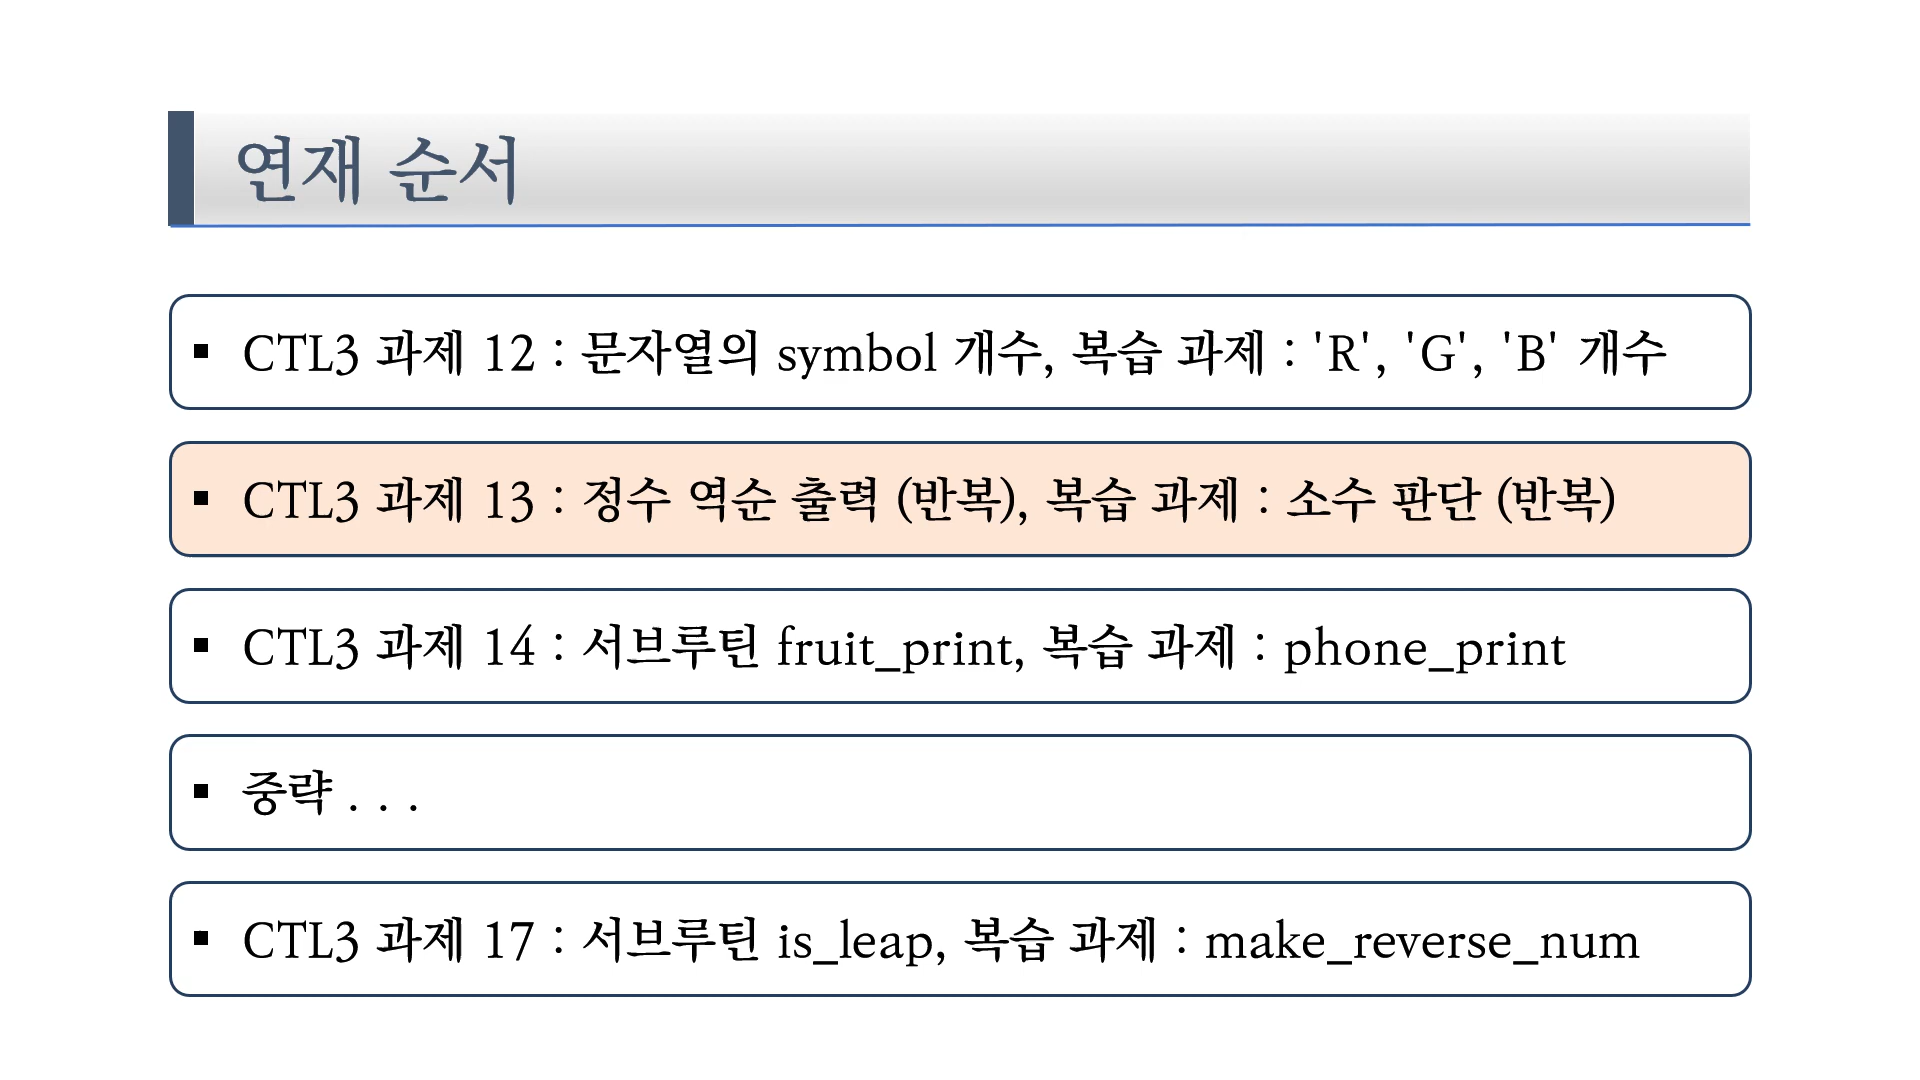 연재 순서
▪ CTL3 과제 12 : 문자열의 symbol 개수, 복습 과제 : 'R', 'G', 'B' 개수
▪ CTL3 과제 13 : 정수 역순 출력 (반복), 복습 과제 : 소수 판단 (반복)
▪ CTL3 과제 14 : 서브루틴 fruit_print, 복습 과제 : phone_print
▪ 중략 . . .
▪ CTL3 과제 17 : 서브루틴 is_leap, 복습 과제 : make_reverse_num